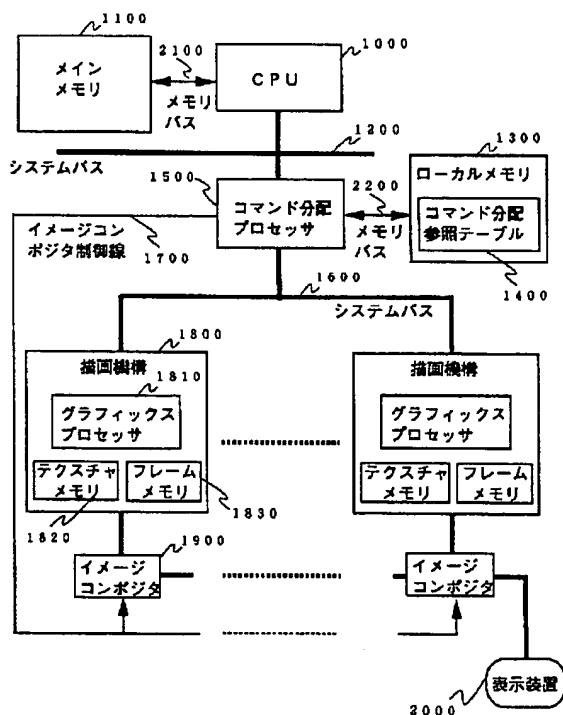 1100
1000
2100
メイン
メモリ
CPU
メモリ
バス
1200
システムバス
1300
1500
2200
ローカルメモリ
コマンド分配
プロセッサ
コマンド分配
参照テーブル
メモリ
バス
イメージコン
ポジタ制御線
1700
1400
1600
システムバス
1800
描画機構
描画機構
1810
グラフィックス
プロセッサ
グラフィックス
プロセッサ
テクスチャ
メモリ
フレーム
メモリ
テクスチャ
メモリ
フレーム
メモリ
1820
1830
1900
イメージ
コンポジタ
イメージ
コンポジタ
表示装置
2000